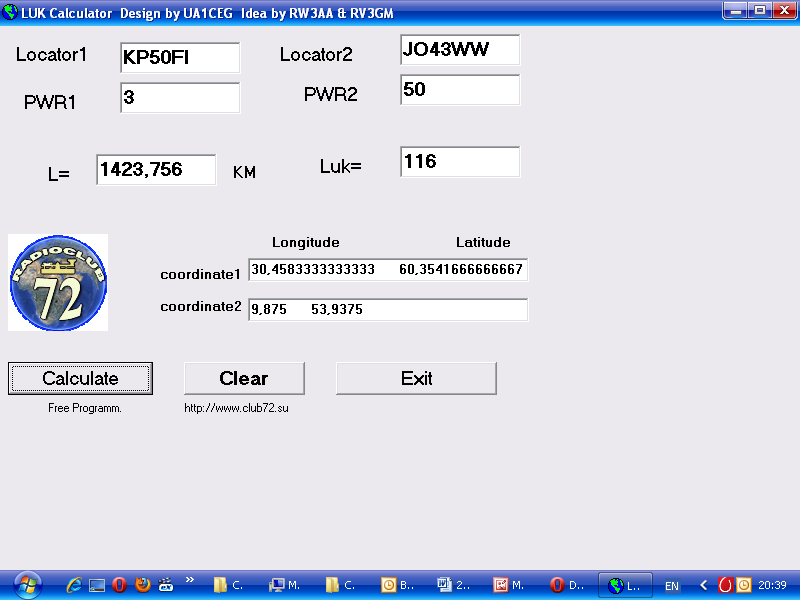 LUK Calculator Design by UA1CEG Idea by RW3AA & RV3GM
Locator1 KP50FI Locator2 JO43WW
PWR1 3 PWR2 50
L= 1423,756 KM Luk= 116
RADIOCLUB
72
Longitude Latitude
coordinate1 30,4583333333333 60,3541666666667
coordinate2 9,875 53,9375
Calculate Clear Exit
Free Programm. http://www.club72.su
» C. M. C. B.. 2.. M. D.. L.. EN 20:39